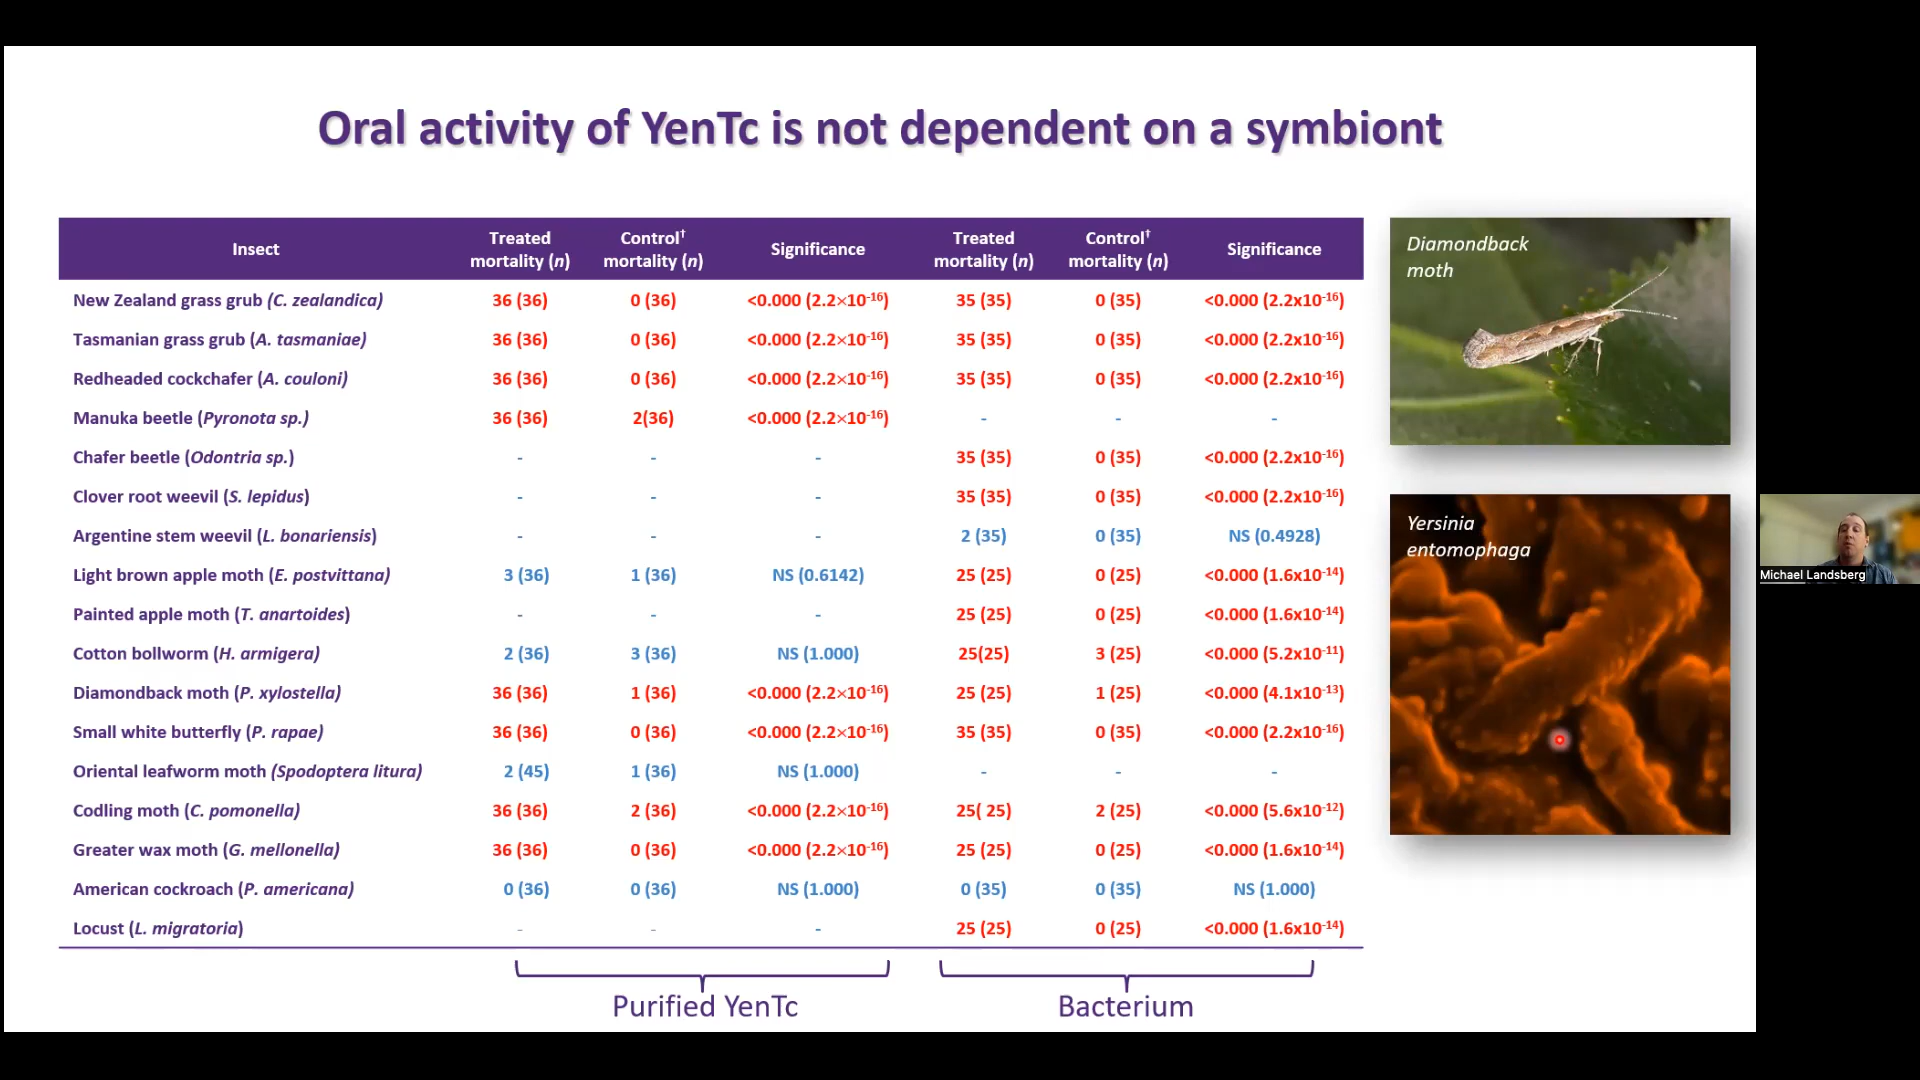 Oral activity of YenTc is not dependent on a symbiont
Insect Treated mortality (n) Control† mortality (n) Significance Treated mortality (n) Control† mortality (n) Significance
New Zealand grass grub (C. zealandica) 36 (36) 0 (36) <0.000 (2.2×10-16) 35 (35) 0 (35) <0.000 (2.2x10-16)
Tasmanian grass grub (A. tasmaniae) 36 (36) 0 (36) <0.000 (2.2×10-16) 35 (35) 0 (35) <0.000 (2.2x10-16)
Redheaded cockchafer (A. couloni) 36 (36) 0 (36) <0.000 (2.2×10-16) 35 (35) 0 (35) <0.000 (2.2x10-16)
Manuka beetle (Pyronota sp.) 36 (36) 2(36) <0.000 (2.2×10-16) - - -
Chafer beetle (Odontria sp.) - - - 35 (35) 0 (35) <0.000 (2.2x10-16)
Clover root weevil (S. lepidus) - - - 35 (35) 0 (35) <0.000 (2.2x10-16)
Argentine stem weevil (L. bonariensis) - - - 2 (35) 0 (35) NS (0.4928)
Light brown apple moth (E. postvittana) 3 (36) 1 (36) NS (0.6142) 25 (25) 0 (25) <0.000 (1.6x10-14)
Painted apple moth (T. anartoides) - - - 25 (25) 0 (25) <0.000 (1.6x10-14)
Cotton bollworm (H. armigera) 2 (36) 3 (36) NS (1.000) 25(25) 3 (25) <0.000 (5.2x10-11)
Diamondback moth (P. xylostella) 36 (36) 1 (36) <0.000 (2.2×10-16) 25 (25) 1 (25) <0.000 (4.1x10-13)
Small white butterfly (P. rapae) 36 (36) 0 (36) <0.000 (2.2×10-16) 35 (35) 0 (35) <0.000 (2.2x10-16)
Oriental leafworm moth (Spodoptera litura) 2 (45) 1 (36) NS (1.000) - - -
Codling moth (C. pomonella) 36 (36) 2 (36) <0.000 (2.2×10-16) 25( 25) 2 (25) <0.000 (5.6x10-12)
Greater wax moth (G. mellonella) 36 (36) 0 (36) <0.000 (2.2×10-16) 25 (25) 0 (25) <0.000 (1.6x10-14)
American cockroach (P. americana) 0 (36) 0 (36) NS (1.000) 0 (35) 0 (35) NS (1.000)
Locust (L. migratoria) - - - 25 (25) 0 (25) <0.000 (1.6x10-14)
Purified YenTc Bacterium
Diamondback
moth
Yersinia
entomophaga
Michael Landsberg